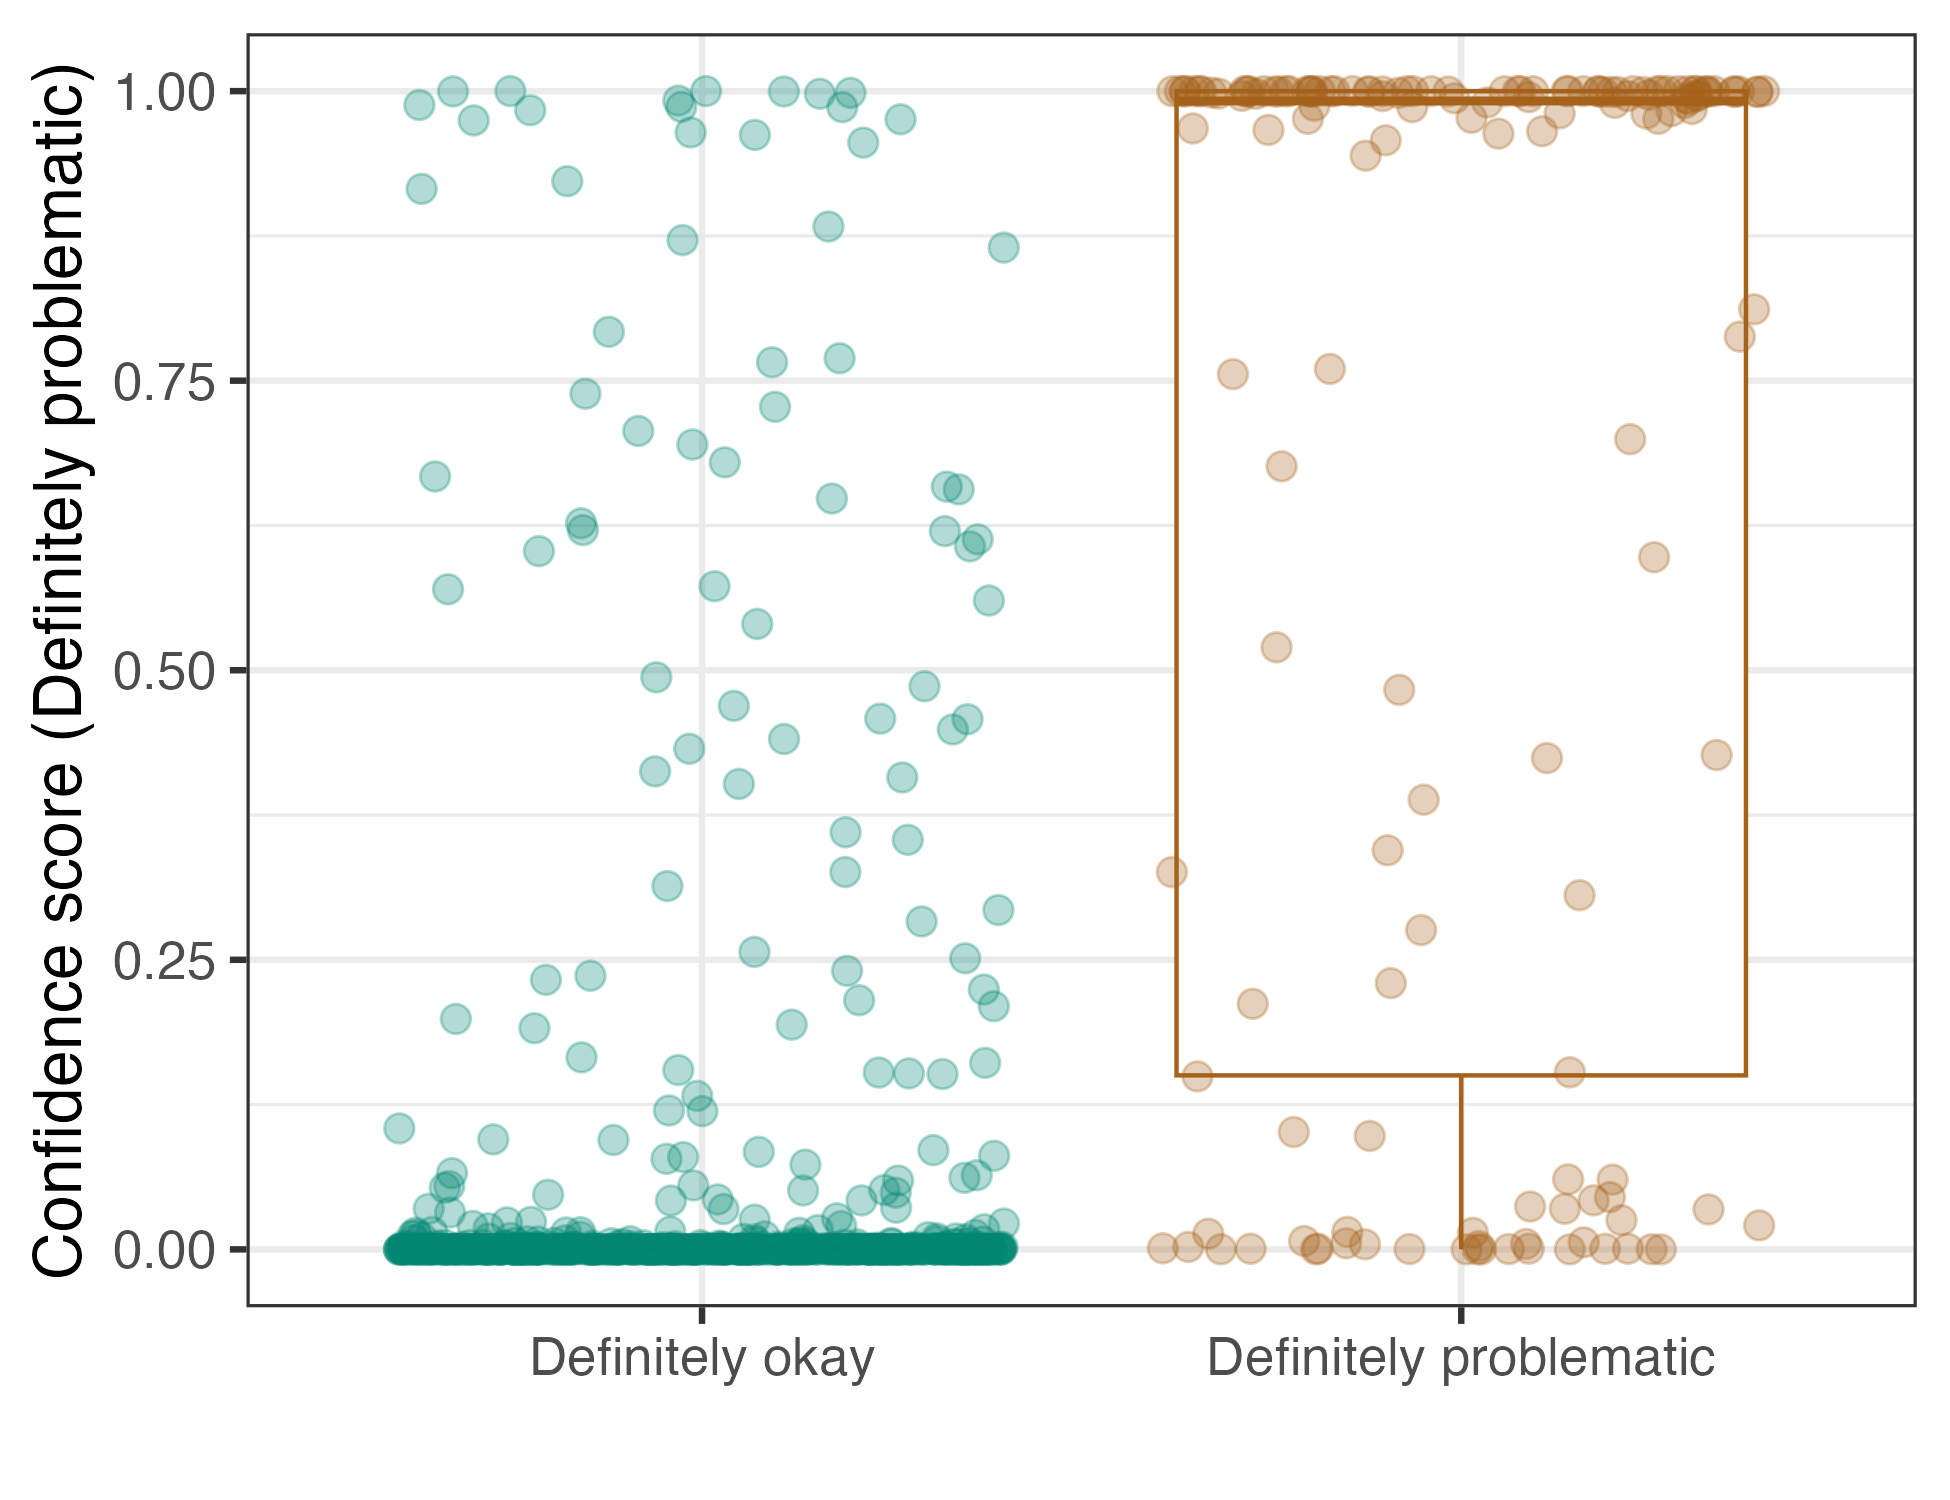 Confidence score (Definitely problematic)
1.00
0.75
0.50
0.25
0.00
Definitely okay
Definitely problematic